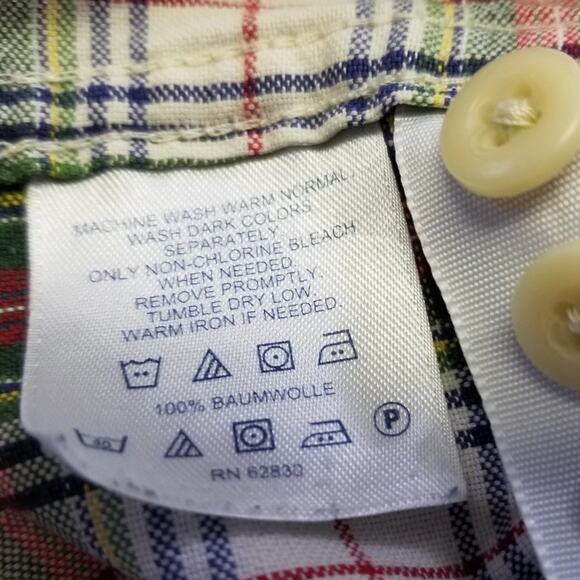 MACHINE WASH WARM NORMAL.
WASH DARK COLORS
SEPARATELY.
ONLY NON-CHLORINE BLEACH
WHEN NEEDED.
REMOVE PROMPTLY.
TUMBLE DRY LOW
WARM IRON IF NEEDED.
100% BAUMWOLLE
40 P
RN 62830